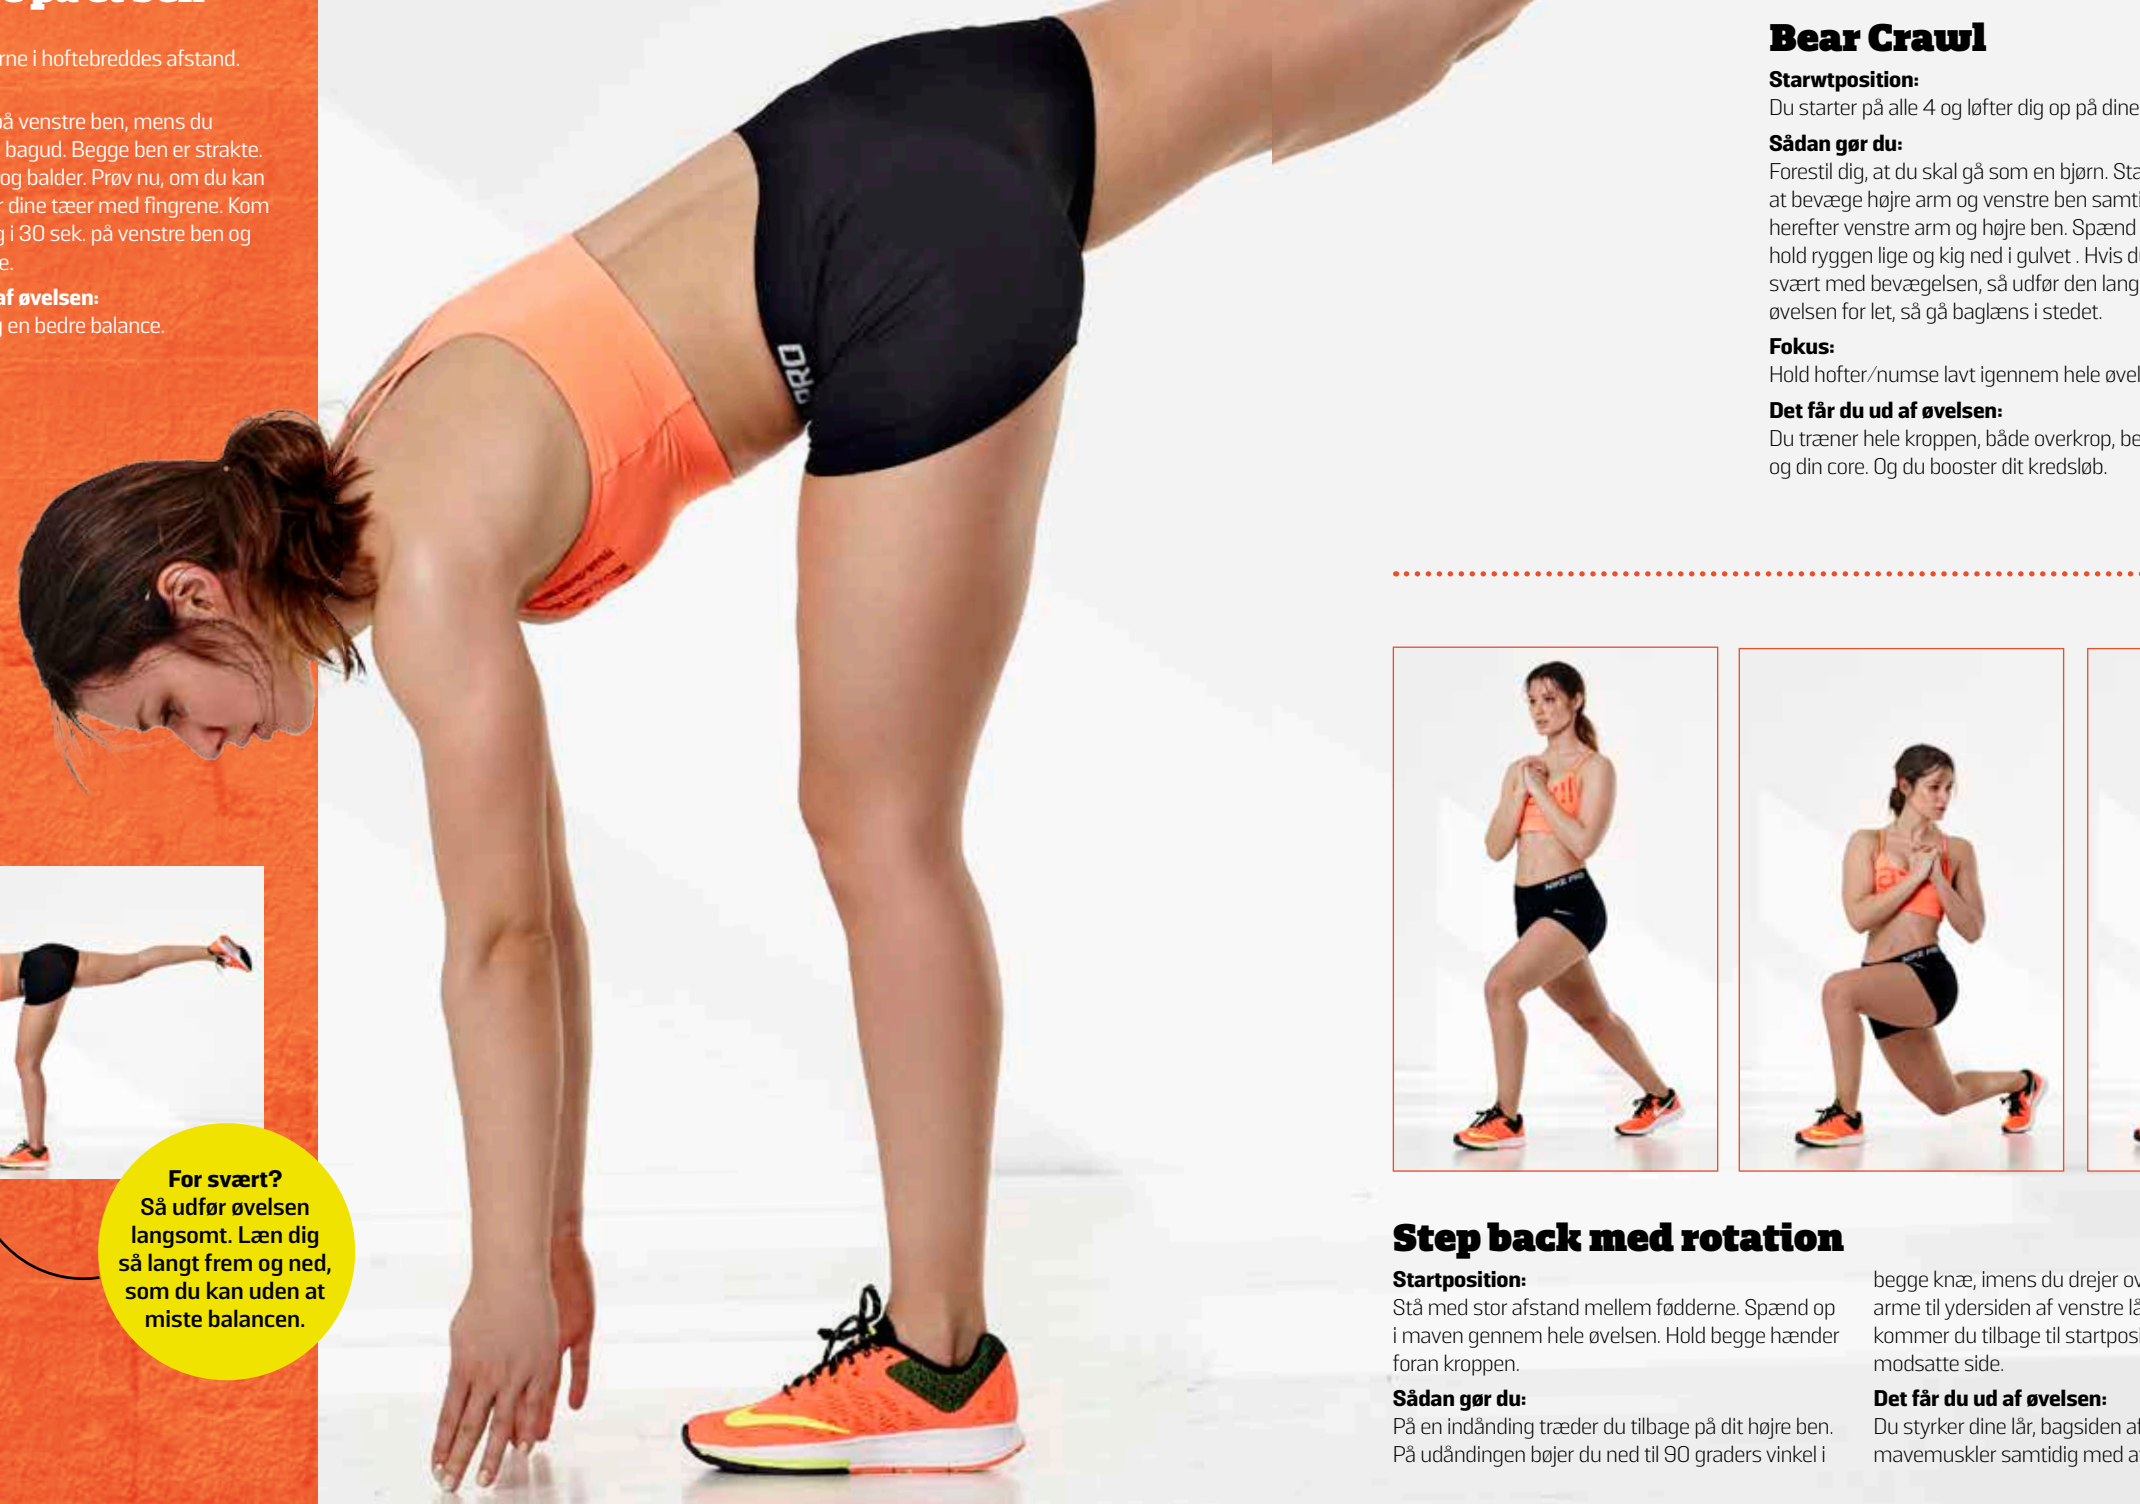 på et ben
rne i hoftebreddes afstand.
på venstre ben, mens du
bagud. Begge ben er strakte.
og balder. Prøv nu, om du kan
r dine tæer med fingrene. Kom
g i 30 sek. på venstre ben og
e.
af øvelsen:
g en bedre balance.
For svært?
Så udfør øvelsen
langsomt. Læn dig
så langt frem og ned,
som du kan uden at
miste balancen.
PRO
Bear Crawl
Starwtposition:
Du starter på alle 4 og løfter dig op på dine
Sådan gør du:
Forestil dig, at du skal gå som en bjørn. Sta
at bevæge højre arm og venstre ben samti
herefter venstre arm og højre ben. Spænd
hold ryggen lige og kig ned i gulvet . Hvis du
svært med bevægelsen, så udfør den lang
øvelsen for let, så gå baglæns i stedet.
Fokus:
Hold hofter/numse lavt igennem hele øvel
Det får du ud af øvelsen:
Du træner hele kroppen, både overkrop, be
og din core. Og du booster dit kredsløb.
NIKE PRO
NIKE PRO
Step back med rotation
Startposition:
Stå med stor afstand mellem fødderne. Spænd op
i maven gennem hele øvelsen. Hold begge hænder
foran kroppen.
Sådan gør du:
På en indånding træder du tilbage på dit højre ben.
På udåndingen bøjer du ned til 90 graders vinkel i
begge knæ, imens du drejer ov
arme til ydersiden af venstre lå
kommer du tilbage til startposi
modsatte side.
Det får du ud af øvelsen:
Du styrker dine lår, bagsiden af
mavemuskler samtidig med a